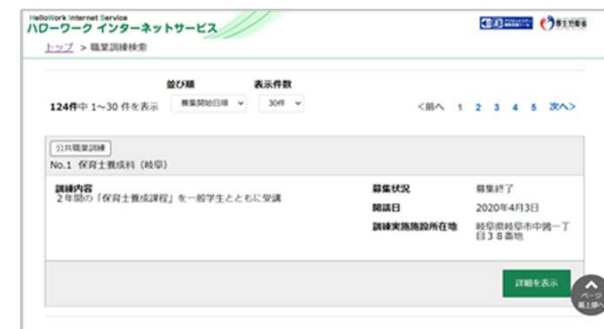 HelloWork Internet Service
ハローワーク インターネットサービス
厚生労働省
トップ > 職業訓練検索
並び順 表示件数
124件中 1～30 件を表示 募集開始日順 30件 <前へ 1 2 3 4 5 次へ>
公共職業訓練
No.1 保育士養成科（岐阜）
訓練内容
２年間の「保育士養成課程」を一般学生とともに受講
募集状況 募集終了
開講日 2020年4月3日
訓練実施施設所在地 岐阜県岐阜市中鶉一丁
目３８番地
詳細を表示
ページ
最上部へ